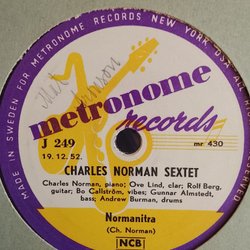 MADE IN SWEDEN FOR METRONOME RECORDS NEW YORK USA ALL
metronome
records
J 249
19.12.52.
mr 430
CHARLES NORMAN SEXTET
Charles Norman, piano; Ove Lind, clar; Rolf Berg,
guitar; Bo Callström, vibes; Gunnar Almstedt,
bass; Andrew Burman, drums
Normanitra
(Ch. Norman)
NCB